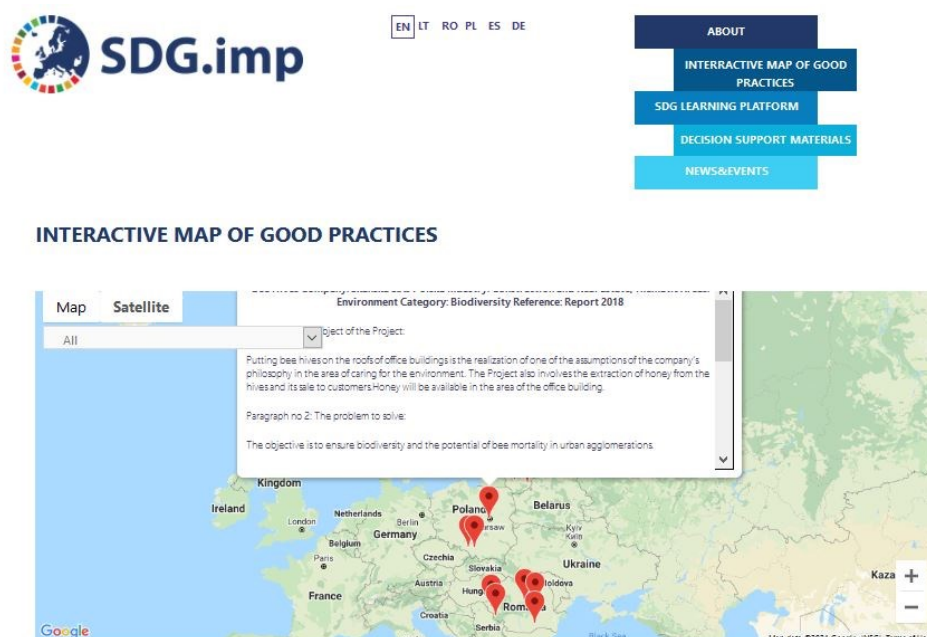 SDG.imp
EN LT RO PL ES DE
ABOUT
INTERRACTIVE MAP OF GOOD
PRACTICES
SDG LEARNING PLATFORM
DECISION SUPPORT MATERIALS
NEWS&EVENTS
INTERACTIVE MAP OF GOOD PRACTICES
Map Satellite
Environment Category: Biodiversity Reference: Report 2018
All
bject of the Project:
Putting bee hives on the roofs of office buildings is the realization of one of the assumptions of the company's
philosophy in the area of caring for the environment. The Project also involves the extraction of honey from the
hives and its sale to customers.Honey will be available in the area of the office building.
Paragraph no 2: The problem to solve:
The objective is to ensure biodiversity and the potential of bee mortality in urban agglomerations.
Kingdom
Ireland
London
Netherlands
Berlin
Poland
Belarus
Belgium
Germany
Kyiv
Київ
Paris
Czechia
Slovakia
Ukraine
Austria
France
Croatia
Serbia
Kaza
Black Sea
Google